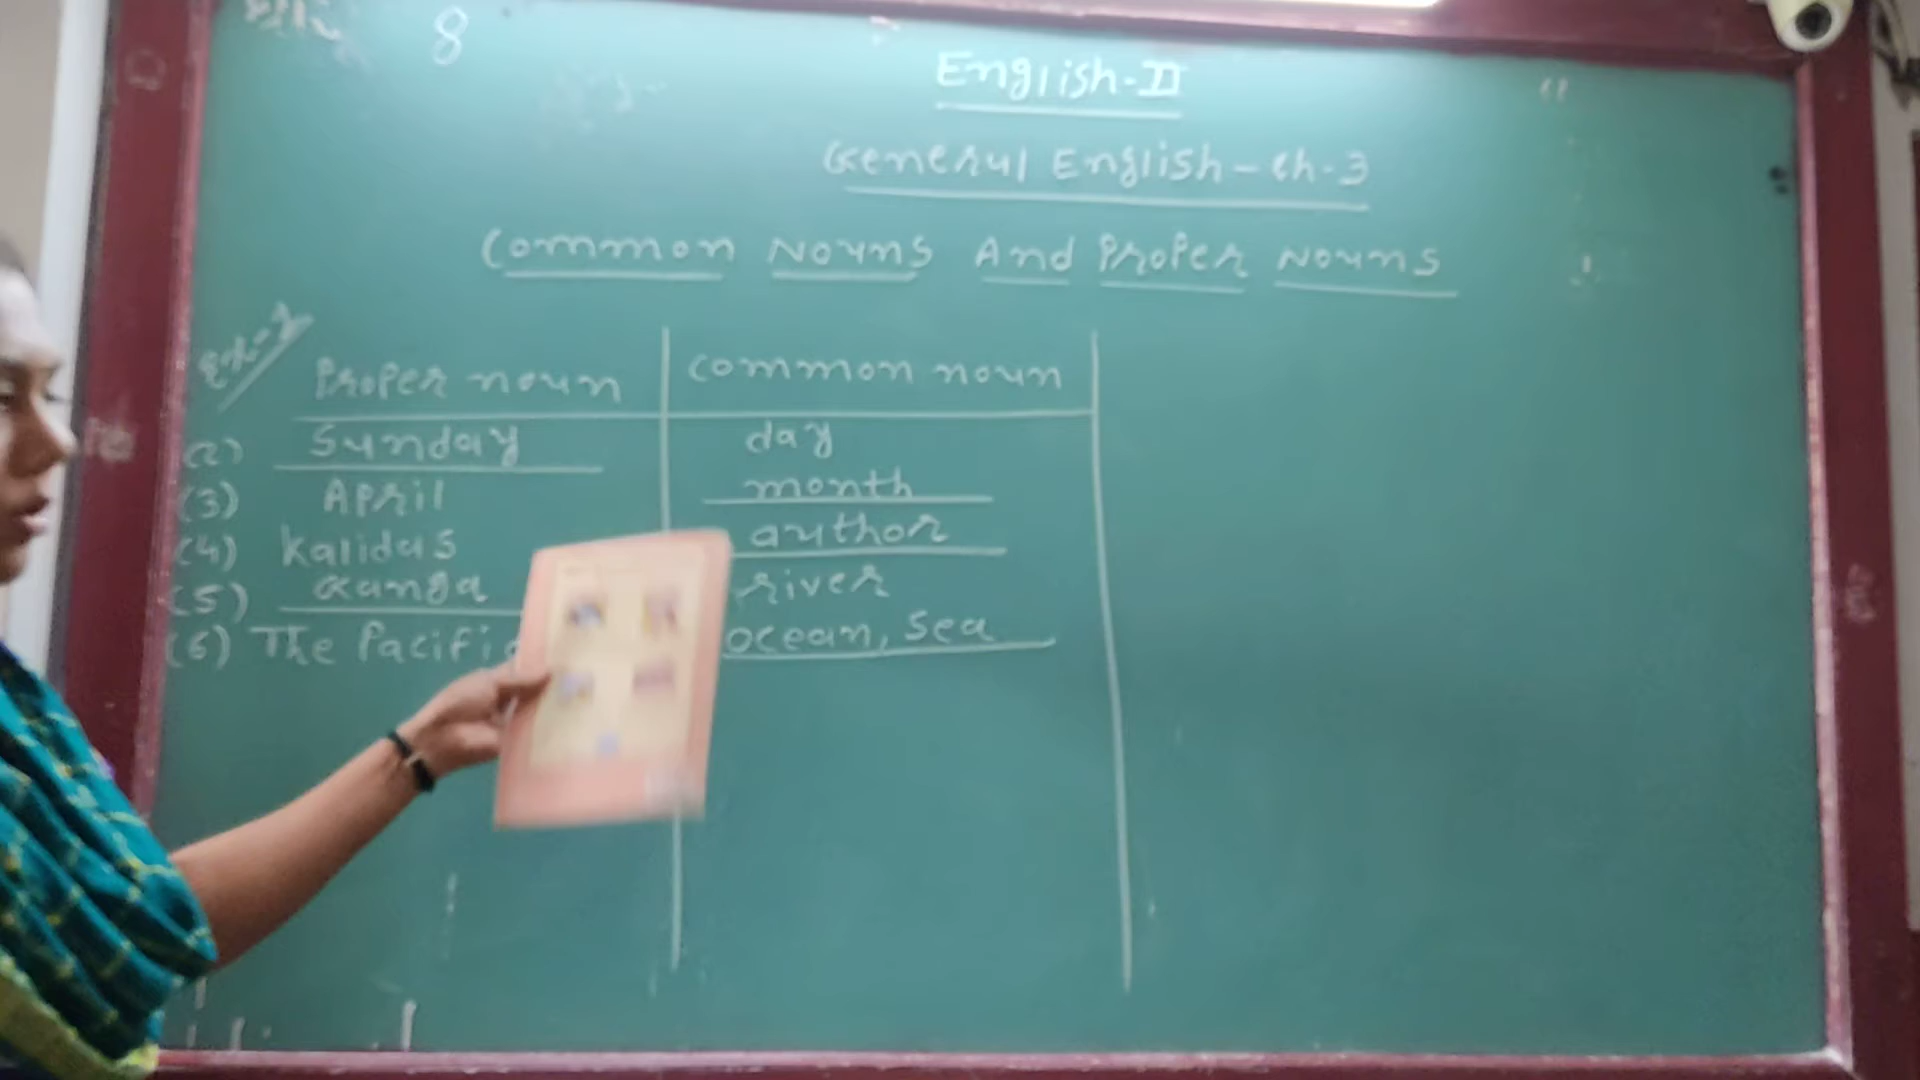 8
English-II
General English-ch-3
Common Nouns And Proper Nouns
Proper noun common noun
(2) Sunday day
(3) April month
(4) Kalidas author
(5) Ganga river
(6) The Pacific ocean, sea